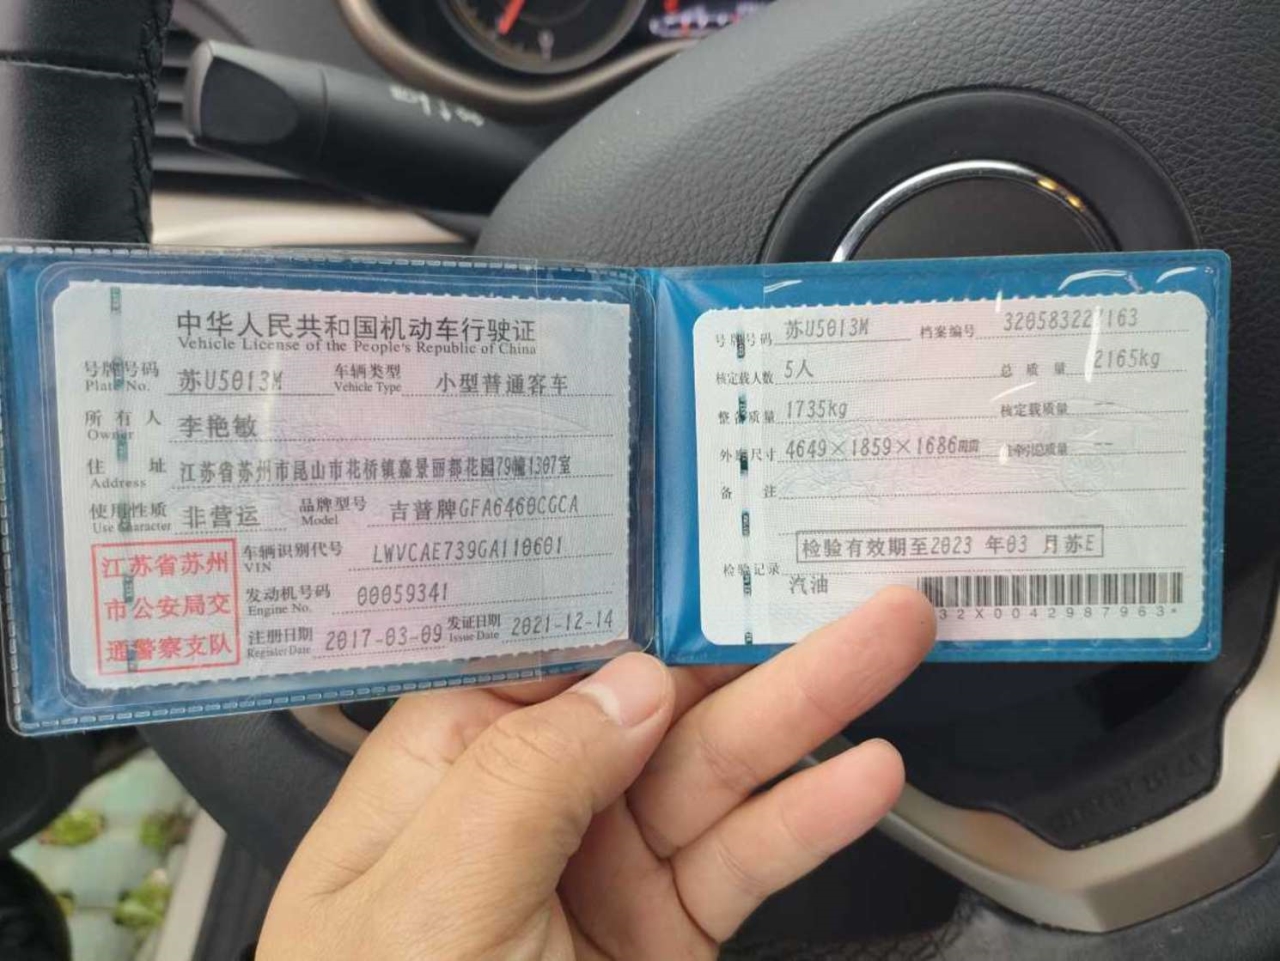 中华人民共和国机动车行驶证
Vehicle License of the People's Republic of China
号牌号码 苏U5013M 车辆类型 小型普通客车
Plate No. Vehicle Type
所有人 李艳敏
Owner
住址 江苏省苏州市昆山市花桥镇嘉景丽都花园79幢1307室
Address
使用性质 非营运 品牌型号 吉普牌GFA6460CGCA
Use Character Model
江苏省苏州
市公安局交
通警察支队
车辆识别代号 LWVCAE739GA110601
VIN
发动机号码 00059341
Engine No.
注册日期 2017-03-09 发证日期 2021-12-14
Register Date Issue Date
号牌号码 苏U5013M 档案编号
核定载人数 5人 总质量 2165kg
整备质量 1735kg 核定载质量 --
外廓尺寸 4649×1859×1686 --
备注
检验有效期至2023 年03 月苏E
检验记录
汽油
32X0042987963*